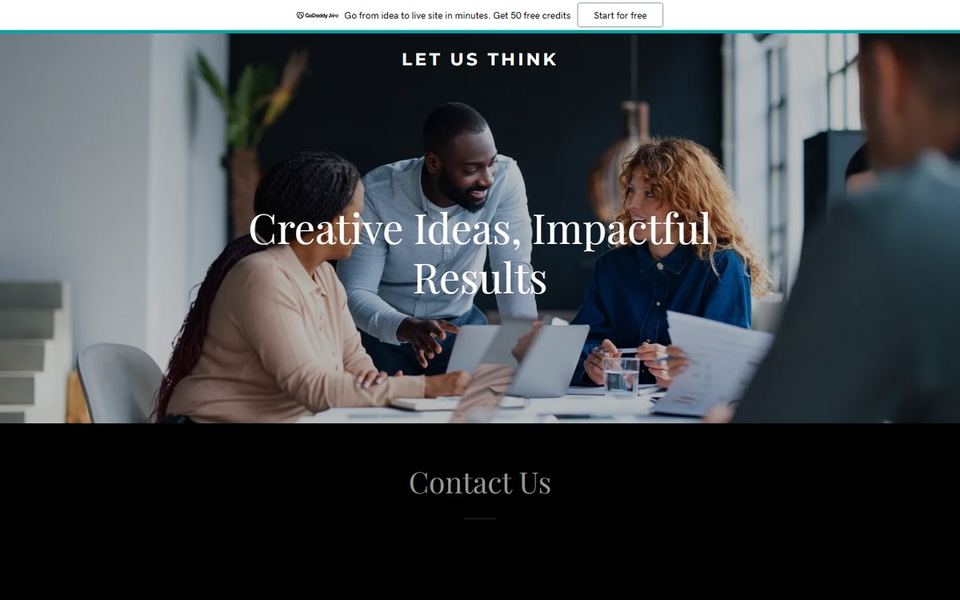 GoDaddy Airo Go from idea to live site in minutes. Get 50 free credits Start for free
LET US THINK
Creative Ideas, Impactful
Results
Contact Us